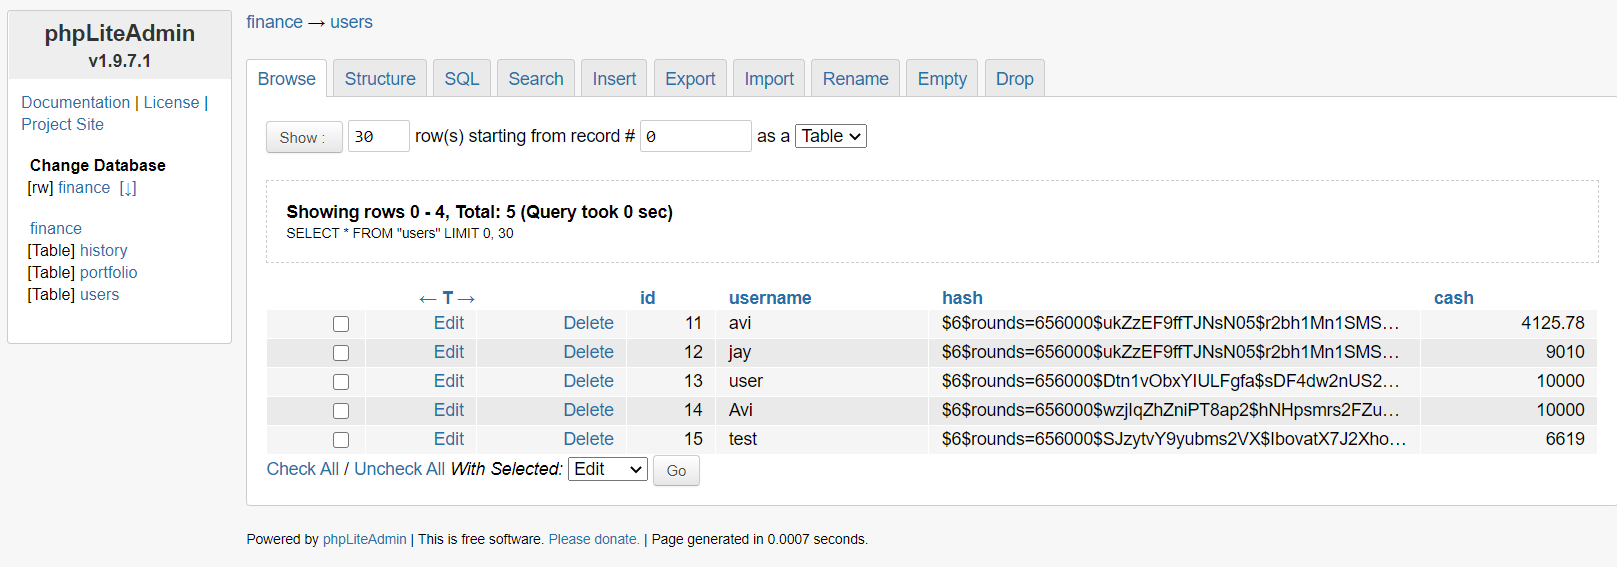 phpLiteAdmin
v1.9.7.1
Documentation | License |
Project Site
Change Database
[rw] finance [↓]
finance
[Table] history
[Table] portfolio
[Table] users
finance → users
Browse Structure SQL Search Insert Export Import Rename Empty Drop
Show : 30 row(s) starting from record # 0 as a Table
Showing rows 0 - 4, Total: 5 (Query took 0 sec)
SELECT * FROM "users" LIMIT 0, 30
← T → id username hash cash
Edit Delete 11 avi $6$rounds=656000$ukZzEF9ffTJNsN05$r2bh1Mn1SMS... 4125.78
Edit Delete 12 jay $6$rounds=656000$ukZzEF9ffTJNsN05$r2bh1Mn1SMS... 9010
Edit Delete 13 user $6$rounds=656000$Dtn1vObxYIULFgfa$sDF4dw2nUS2... 10000
Edit Delete 14 Avi $6$rounds=656000$wzjIqZhZniPT8ap2$hNHpsmrs2FZu... 10000
Edit Delete 15 test $6$rounds=656000$SJzytvY9yubms2VX$IbovatX7J2Xho... 6619
Check All / Uncheck All With Selected: Edit Go
Powered by phpLiteAdmin | This is free software. Please donate. | Page generated in 0.0007 seconds.